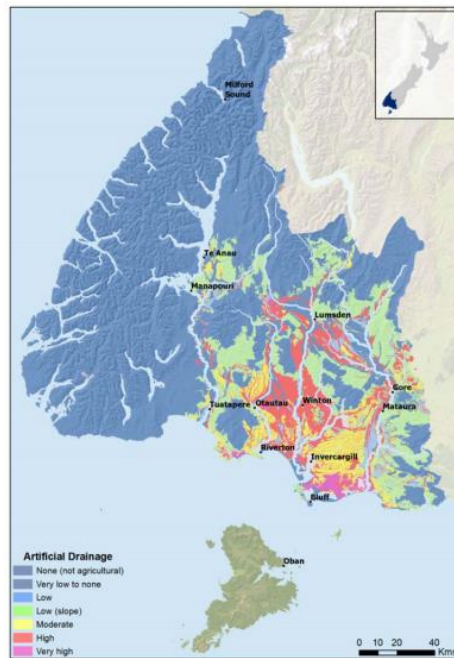 Milford
Sound
Te Anau
Manapouri
Lumsden
Gore
Tuatapere
Otautau
Winton
Mataura
Riverton
Invercargill
Bluff
Oban
Artificial Drainage
None (not agricultural)
Very low to none
Low
Low (slope)
Moderate
High
Very high
0 10 20 40
Kms